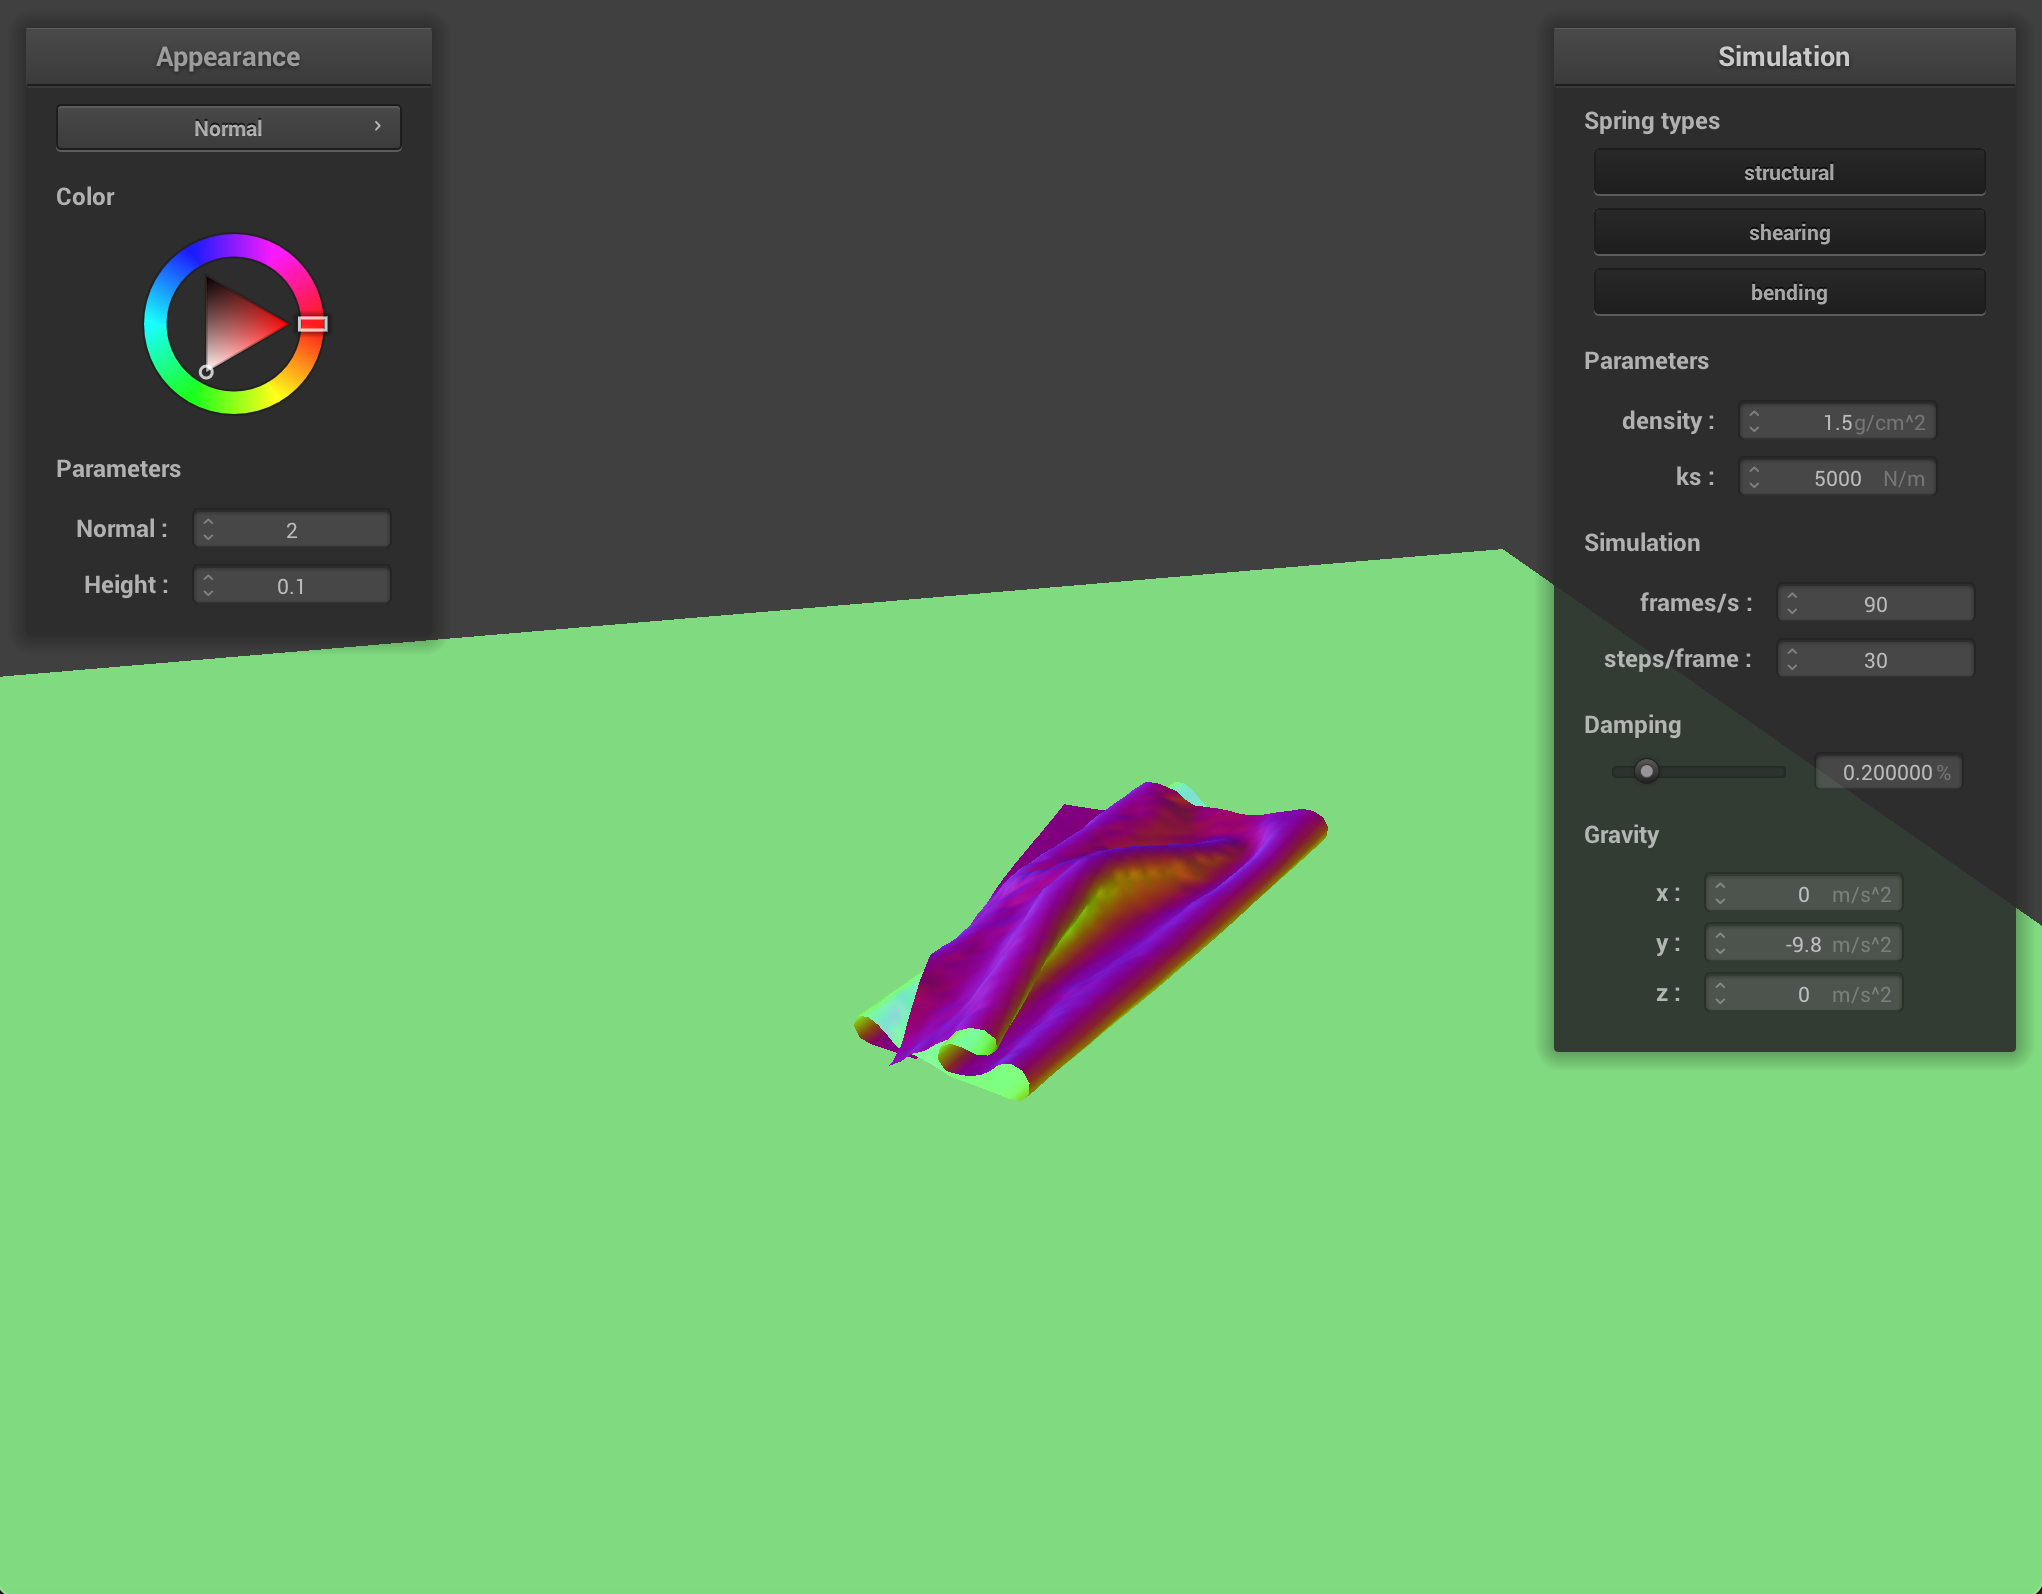 Appearance
Normal
Color
Parameters
Normal : 2
Height : 0.1
Simulation
Spring types
structural
shearing
bending
Parameters
density : 1.5 g/cm^2
ks : 5000 N/m
Simulation
frames/s : 90
steps/frame : 30
Damping
0.200000 %
Gravity
x : 0 m/s^2
y : -9.8 m/s^2
z : 0 m/s^2